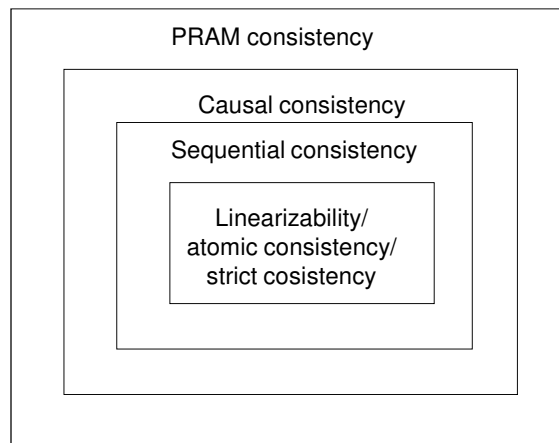 PRAM consistency
Causal consistency
Sequential consistency
Linearizability/
atomic consistency/
strict cosistency